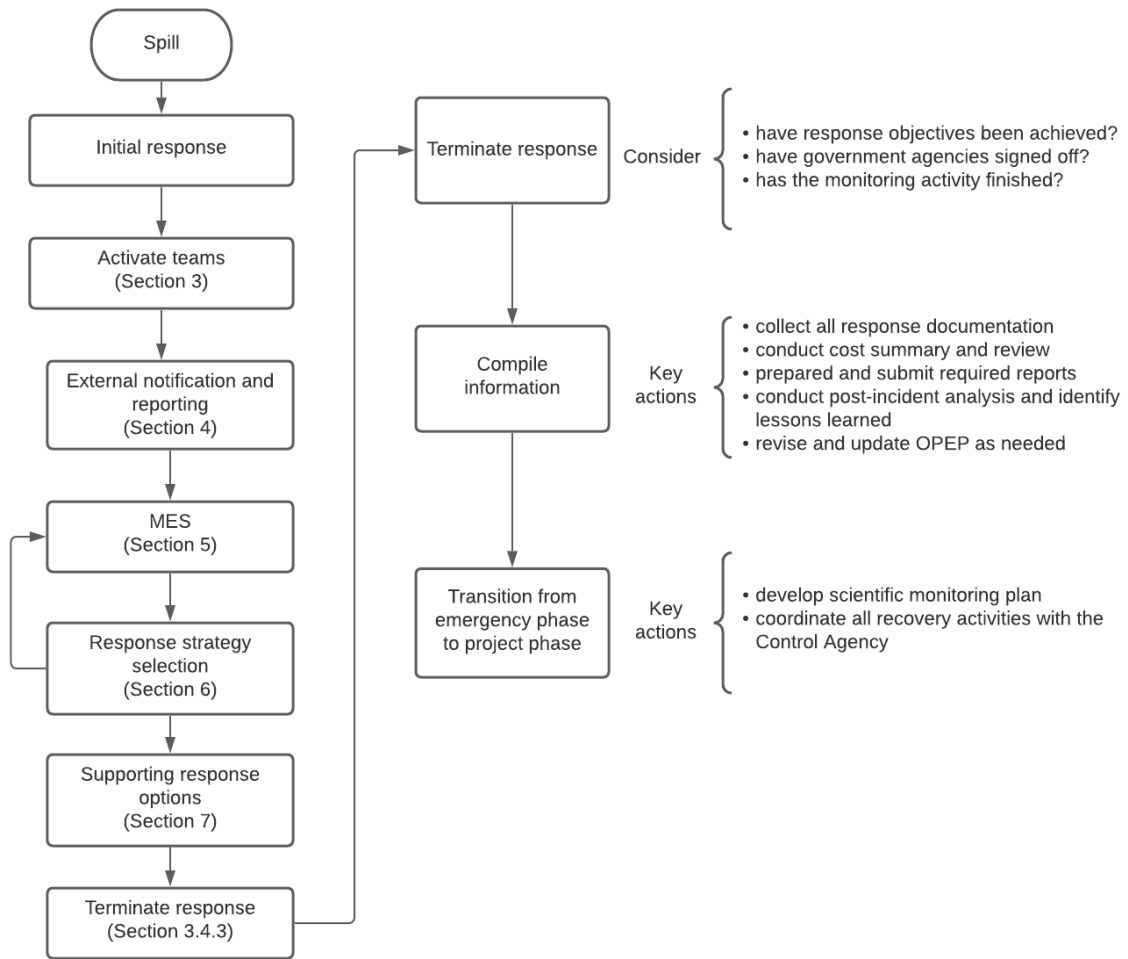 Spill
Initial response
Activate teams
(Section 3)
External notification and
reporting
(Section 4)
MES
(Section 5)
Response strategy
selection
(Section 6)
Supporting response
options
(Section 7)
Terminate response
(Section 3.4.3)
Terminate response
Consider
• have response objectives been achieved?
• have government agencies signed off?
• has the monitoring activity finished?
Compile
information
Key
actions
• collect all response documentation
• conduct cost summary and review
• prepared and submit required reports
• conduct post-incident analysis and identify
lessons learned
• revise and update OPEP as needed
Transition from
emergency phase
to project phase
Key
actions
• develop scientific monitoring plan
• coordinate all recovery activities with the
Control Agency